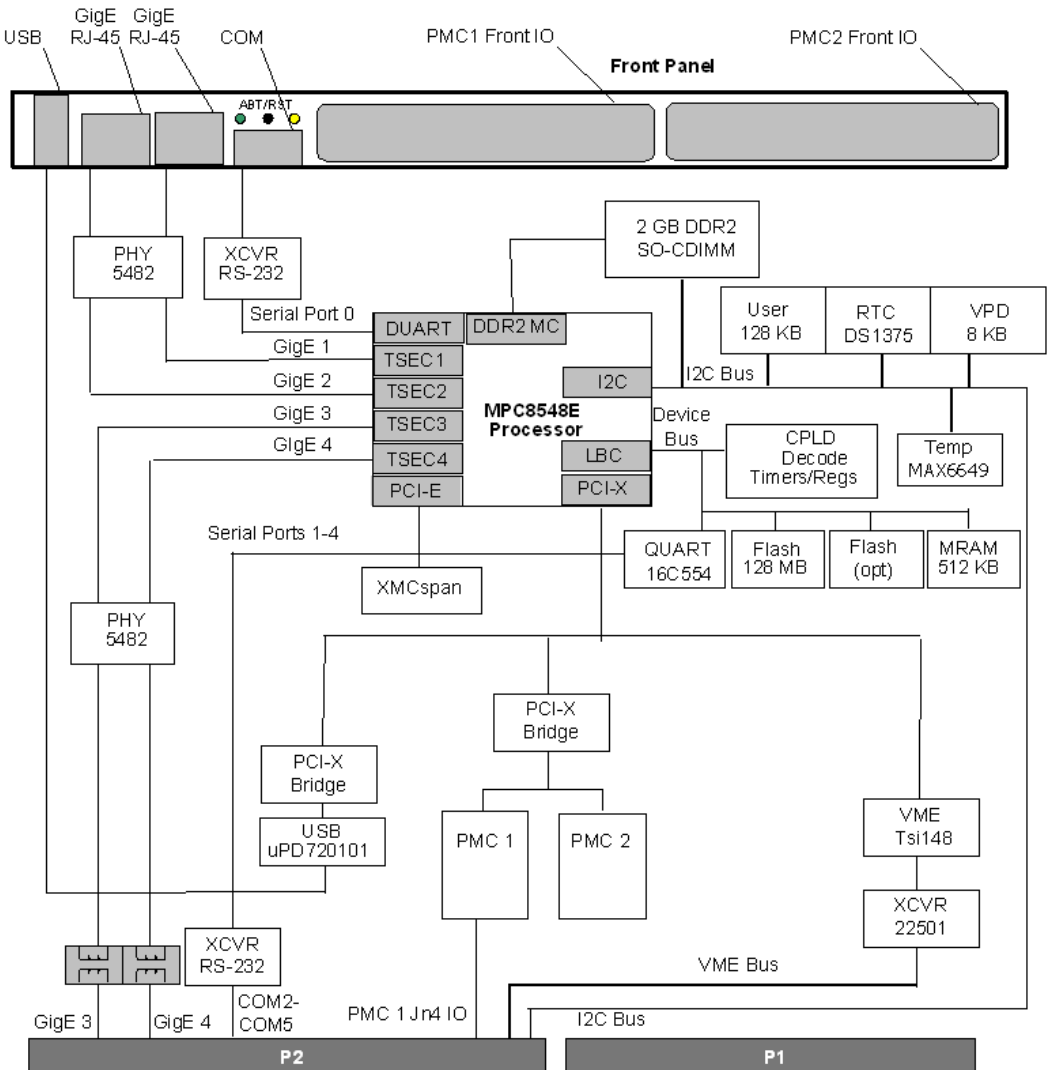 GigE GigE
USB RJ-45 RJ-45 COM
PMC1 Front IO
PMC2 Front IO
Front Panel
ABT/RST
PHY
5482
XCVR
RS-232
2 GB DDR2
SO-CDIMM
User
128 KB
RTC
DS1375
VPD
8 KB
Serial Port 0
GigE 1
GigE 2
GigE 3
GIgE 4
DUART
DDR2 MC
TSEC1
TSEC2
TSEC3
TSEC4
PCI-E
I2C
MPC8548E
Processor
LBC
PCI-X
I2C Bus
Device
Bus
CPLD
Decode
Timers/Regs
Temp
MAX6649
Serial Ports 1-4
XMCspan
QUART
16C554
Flash
128 MB
Flash
(opt)
MRAM
512 KB
PHY
5482
PCI-X
Bridge
PCI-X
Bridge
USB
uPD720101
PMC 1
PMC 2
VME
Tsi148
XCVR
22501
XCVR
RS-232
VME Bus
GigE 3
GigE 4
COM2-
COM5
PMC 1 Jn4 IO
I2C Bus
P2
P1